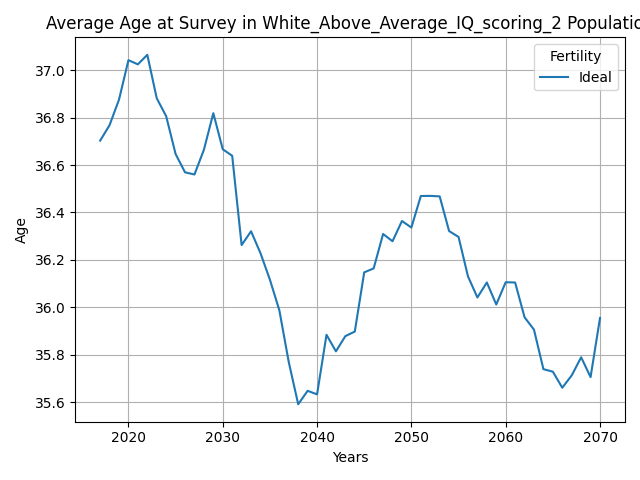 Average Age at Survey in White_Above_Average_IQ_scoring_2 Populatio
Fertility
Ideal
37.0
36.8
36.6
36.4
36.2
36.0
35.8
35.6
Age
2020 2030 2040 2050 2060 2070
Years